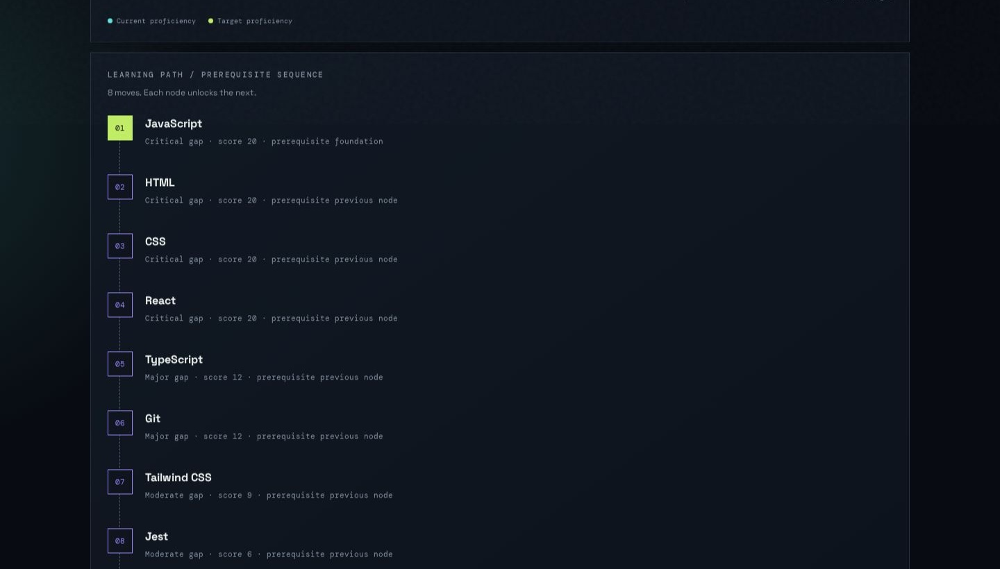 Current proficiency Target proficiency
LEARNING PATH / PREREQUISITE SEQUENCE
8 moves. Each node unlocks the next.
01 JavaScript
Critical gap · score 20 · prerequisite foundation
02 HTML
Critical gap · score 20 · prerequisite previous node
03 CSS
Critical gap · score 20 · prerequisite previous node
04 React
Critical gap · score 20 · prerequisite previous node
05 TypeScript
Major gap · score 12 · prerequisite previous node
06 Git
Major gap · score 12 · prerequisite previous node
07 Tailwind CSS
Moderate gap · score 9 · prerequisite previous node
08 Jest
Moderate gap · score 6 · prerequisite previous node